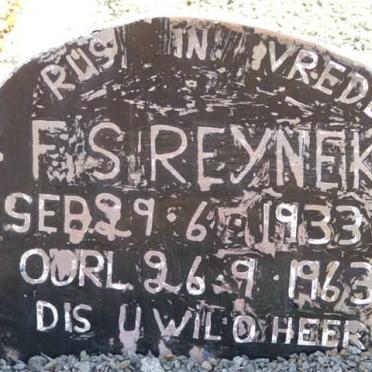 RUS IN VREDE
F.S REYNEK
GEB 29·6·1933
OORL 26·9·1963
DIS U WIL O HEER